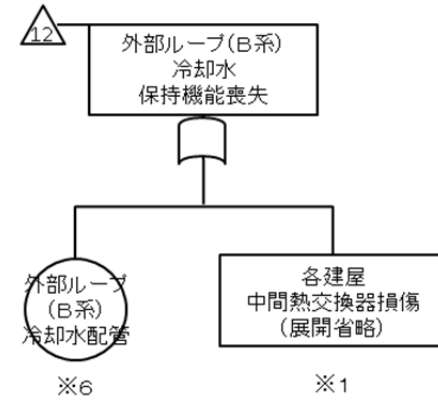 12
外部ループ(B系)
冷却水
保持機能喪失
外部ループ
(B系)
冷却水配管
※6
各建屋
中間熱交換器損傷
(展開省略)
※1